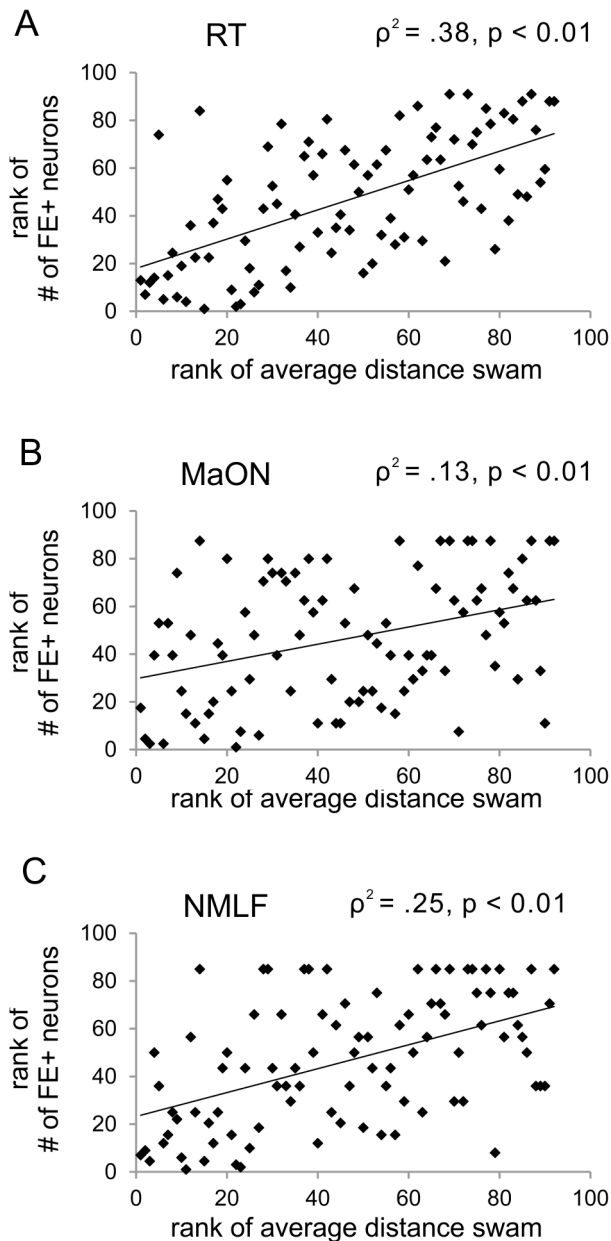 A
RT
ρ² = .38, p < 0.01
100
80
60
40
20
0
rank of
# of FE+ neurons
0 20 40 60 80 100
rank of average distance swam
B
MaON
ρ² = .13, p < 0.01
100
80
60
40
20
0
rank of
# of FE+ neurons
0 20 40 60 80 100
rank of average distance swam
C
NMLF
ρ² = .25, p < 0.01
100
80
60
40
20
0
rank of
# of FE+ neurons
0 20 40 60 80 100
rank of average distance swam